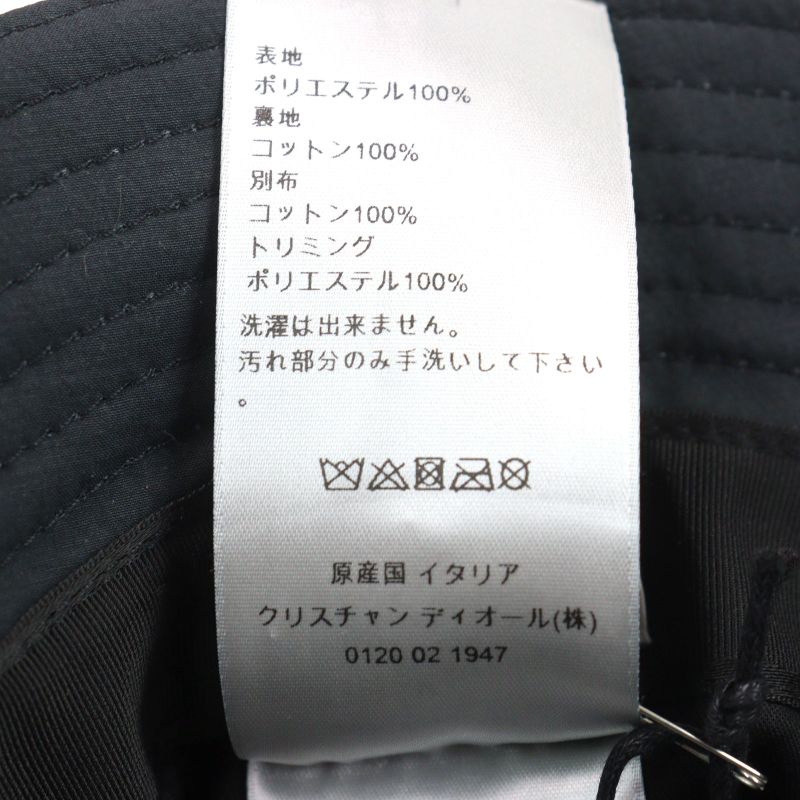 表地
ポリエステル100%
裏地
コットン100%
別布
コットン100%
トリミング
ポリエステル100%
洗濯は出来ません。
汚れ部分のみ手洗いして下さい
。
原産国 イタリア
クリスチャン ディオール(株)
0120 02 1947